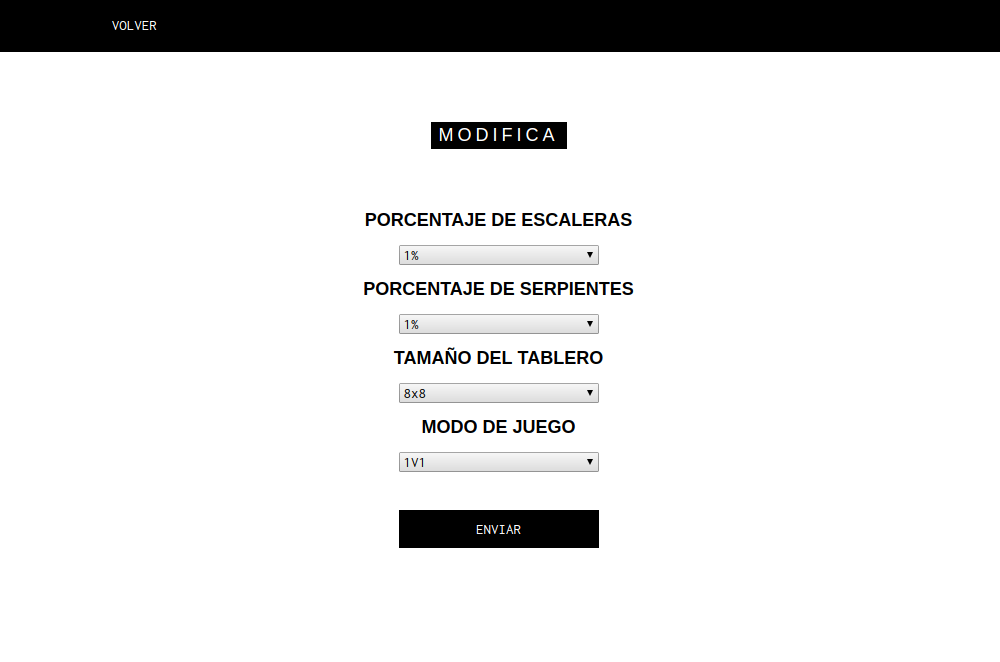 VOLVER
MODIFICA
PORCENTAJE DE ESCALERAS
1%
PORCENTAJE DE SERPIENTES
1%
TAMAÑO DEL TABLERO
8x8
MODO DE JUEGO
1V1
ENVIAR